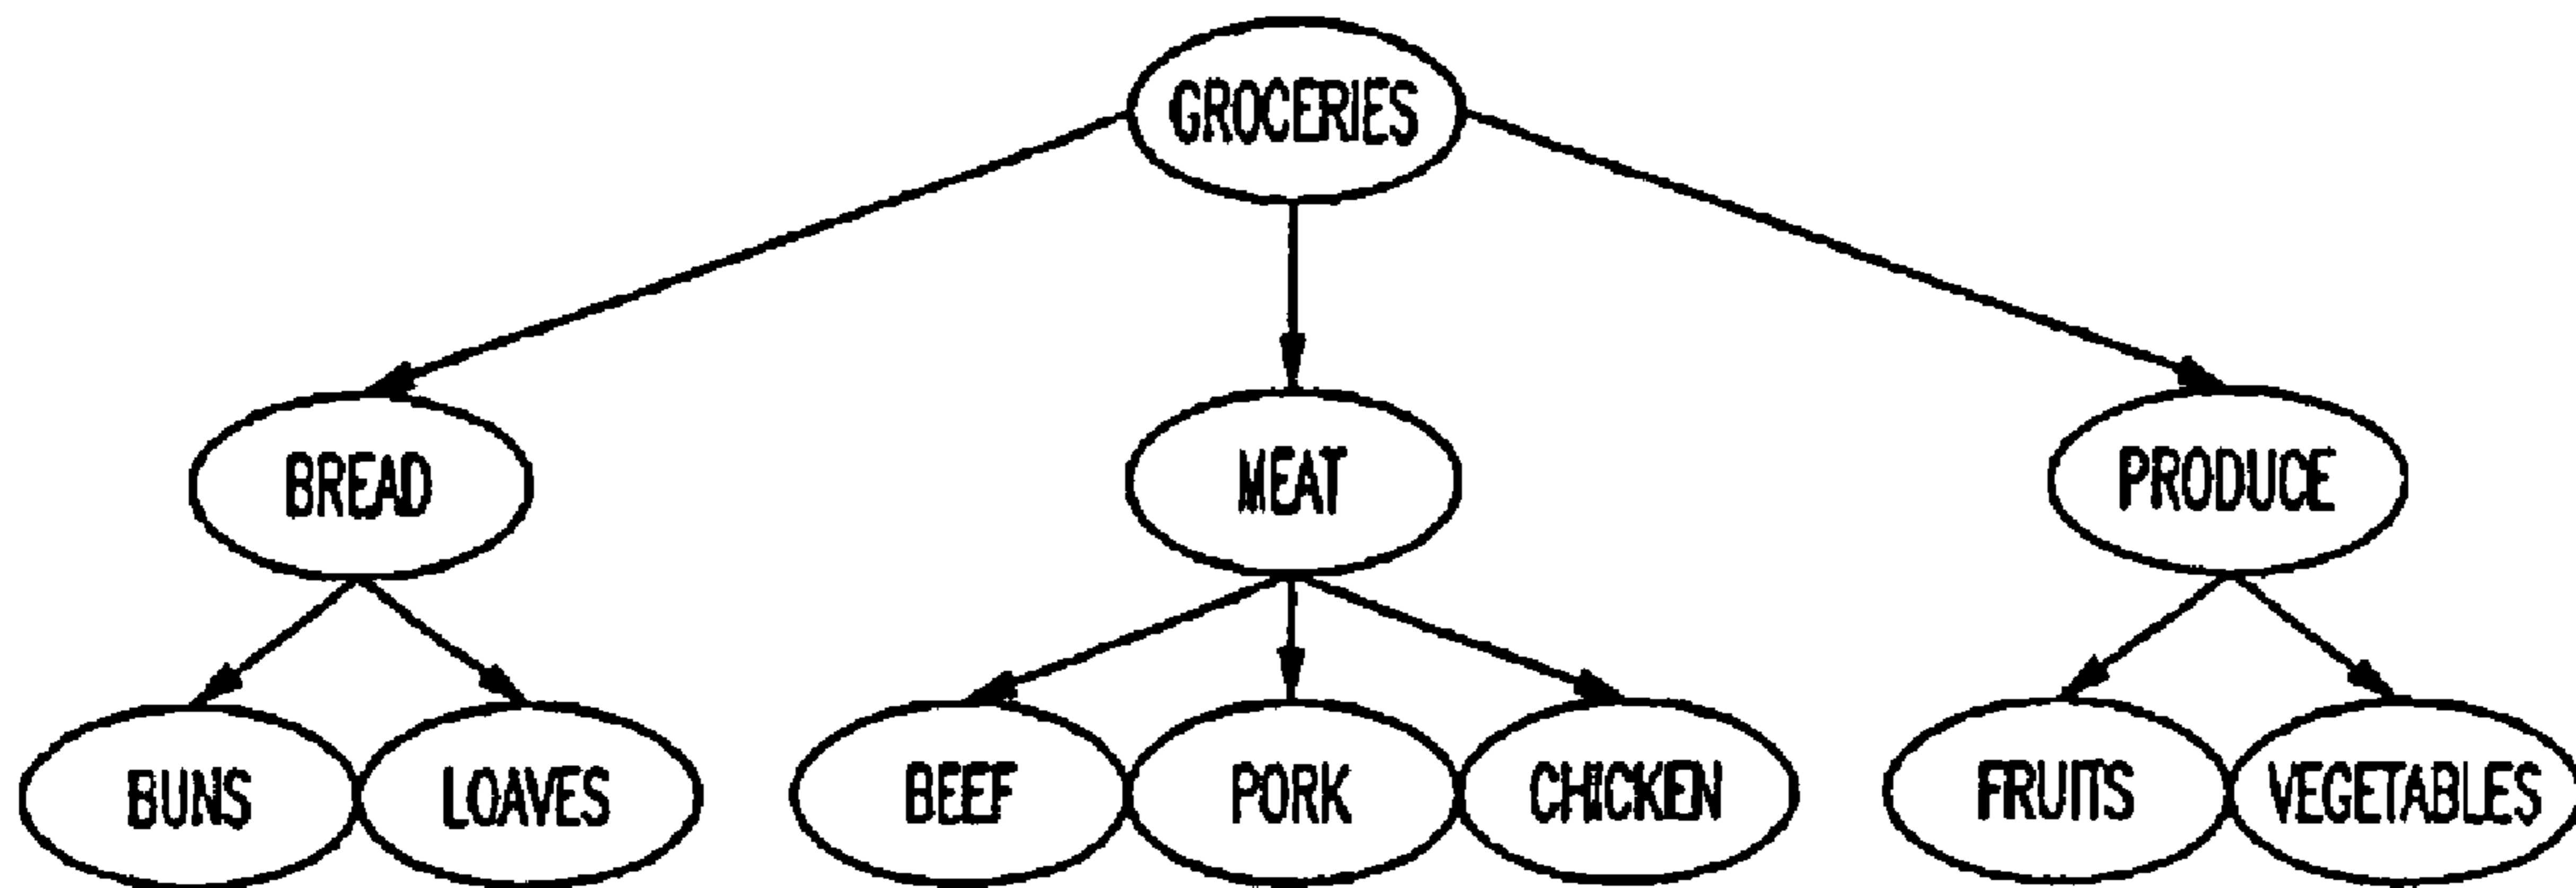 GROCERIES
BREAD MEAT PRODUCE
BUNS LOAVES BEEF PORK CHICKEN FRUITS VEGETABLES